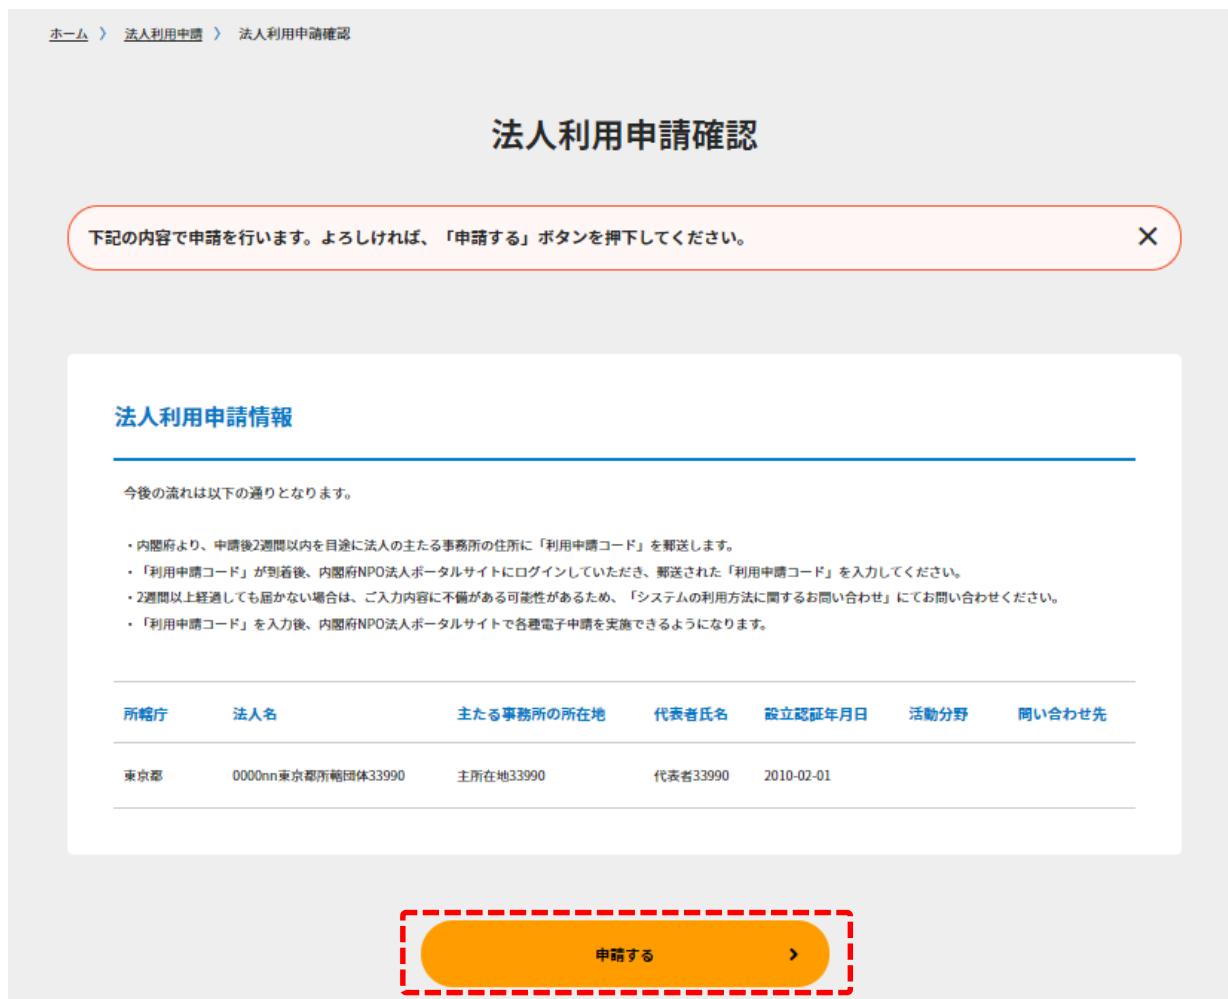 ホーム 〉 法人利用申請 〉 法人利用申請確認
法人利用申請確認
下記の内容で申請を行います。よろしければ、「申請する」ボタンを押下してください。
法人利用申請情報
今後の流れは以下の通りとなります。
・内閣府より、申請後2週間以内を目途に法人の主たる事務所の住所に「利用申請コード」を郵送します。
・「利用申請コード」が到着後、内閣府NPO法人ポータルサイトにログインしていただき、郵送された「利用申請コード」を入力してください。
・2週間以上経過しても届かない場合は、ご入力内容に不備がある可能性があるため、「システムの利用方法に関するお問い合わせ」にてお問い合わせください。
・「利用申請コード」を入力後、内閣府NPO法人ポータルサイトで各種電子申請を実施できるようになります。
所轄庁 法人名 主たる事務所の所在地 代表者氏名 設立認証年月日 活動分野 問い合わせ先
東京都 0000nn東京都所轄団体33990 主所在地33990 代表者33990 2010-02-01
申請する